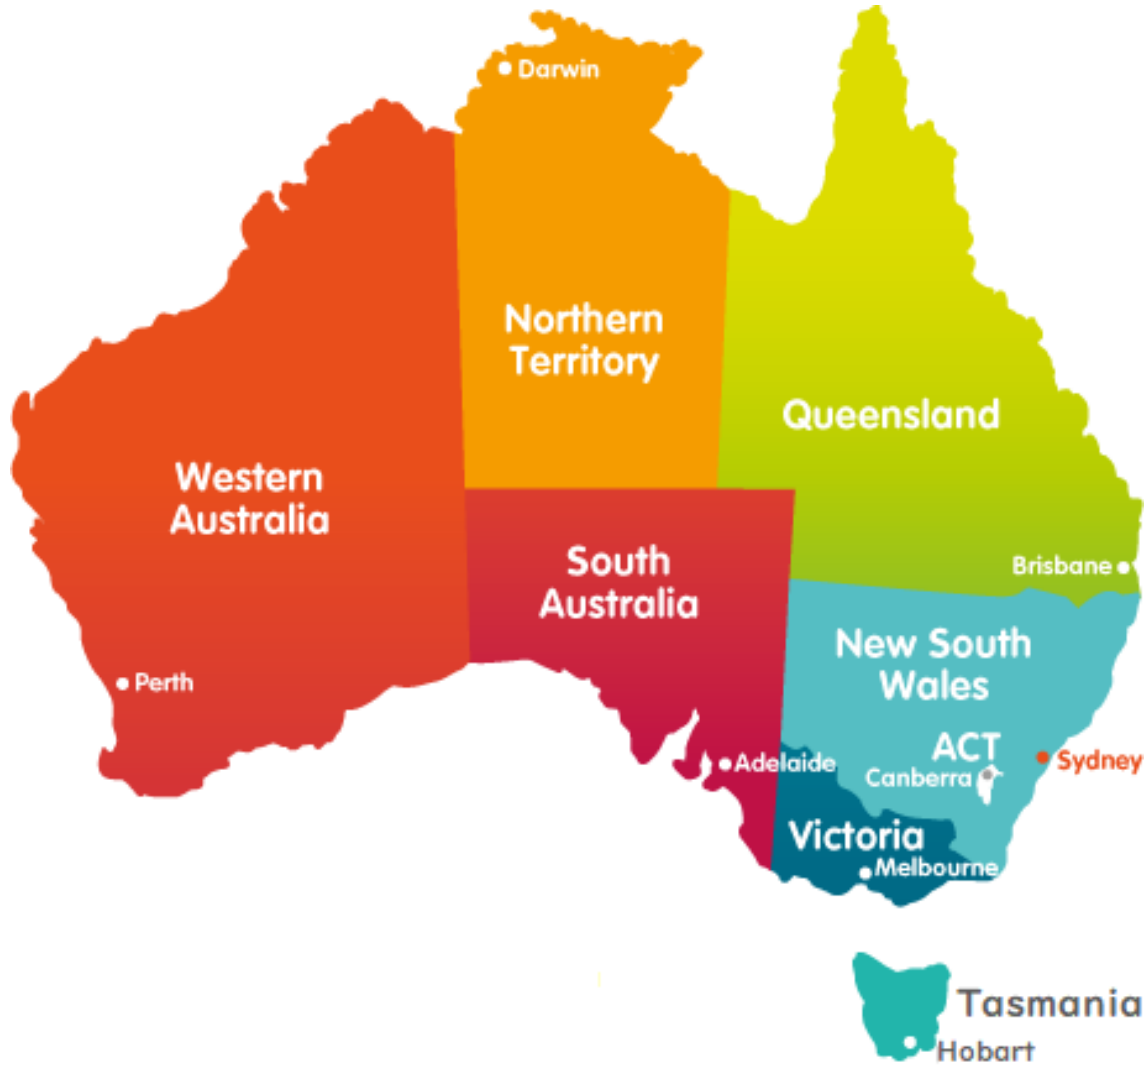 Darwin
Northern
Territory
Queensland
Western
Australia
South
Australia
Brisbane
New South
Wales
Perth
ACT
Sydney
Adelaide
Canberra
Victoria
Melbourne
Tasmania
Hobart